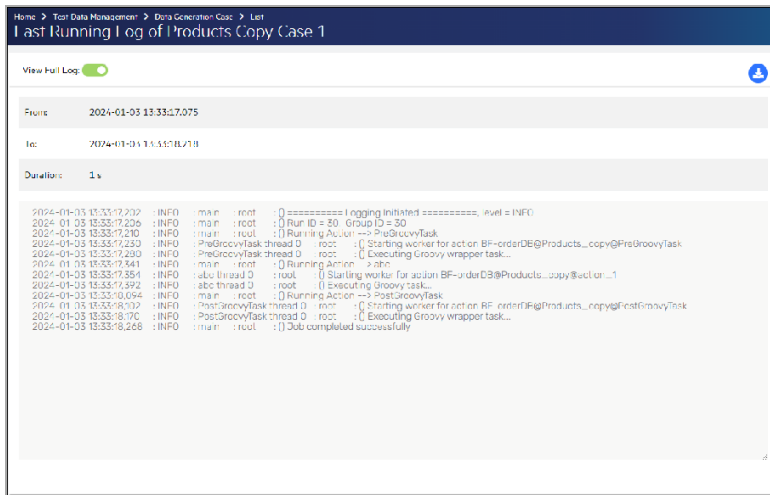 Home > Test Data Management > Data Generation Case > List
Last Running Log of Products Copy Case 1
View Full Log:
From: 2024-01-03 13:33:17.075
To: 2024-01-03 13:33:18.218
Duration: 1 s
2024-01-03 13:33:17,202 : INFO : main : root : [] ========== Logging Initiated ==========, level = INFO
2024-01-03 13:33:17,206 : INFO : main : root : [] Run ID = 30 Group ID = 30
2024-01-03 13:33:17,210 : INFO : main : root : [] Running Action --> PreGroovyTask
2024-01-03 13:33:17,230 : INFO : PreGroovyTask thread 0 : root : [] Starting worker for action BF-orderDB@Products_copy@PreGroovyTask
2024-01-03 13:33:17,280 : INFO : PreGroovyTask thread 0 : root : [] Executing Groovy wrapper task...
2024-01-03 13:33:17,341 : INFO : main : root : [] Running Action --> abc
2024-01-03 13:33:17,354 : INFO : abc thread 0 : root : [] Starting worker for action BF-orderDB@Products_copy@action_1
2024-01-03 13:33:17,392 : INFO : abc thread 0 : root : [] Executing Groovy task...
2024-01-03 13:33:18,094 : INFO : main : root : [] Running Action --> PostGroovyTask
2024-01-03 13:33:18,102 : INFO : PostGroovyTask thread 0 : root : [] Starting worker for action BF-orderDB@Products_copy@PostGroovyTask
2024-01-03 13:33:18,170 : INFO : PostGroovyTask thread 0 : root : [] Executing Groovy wrapper task...
2024-01-03 13:33:18,268 : INFO : main : root : [] Job completed successfully